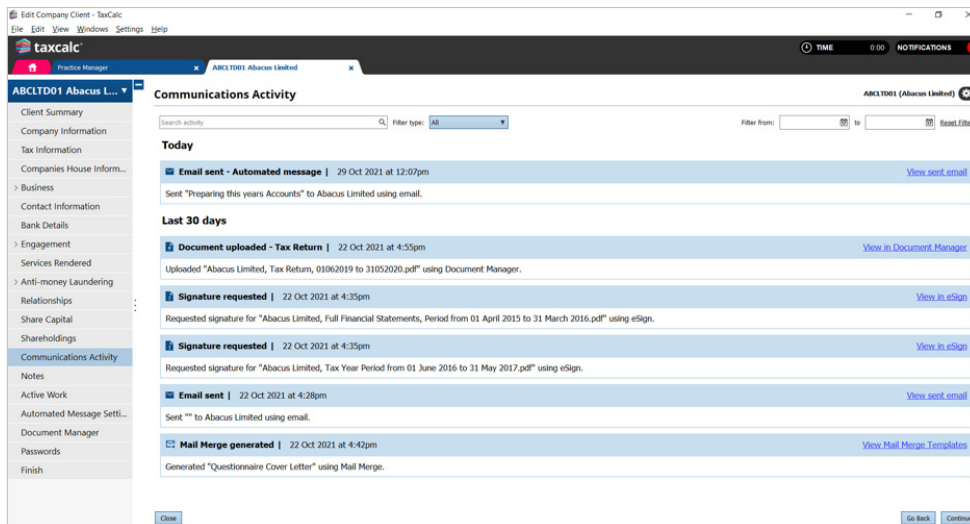 Edit Company Client - TaxCalc
File Edit View Windows Settings Help
taxcalc
TIME 0:00 NOTIFICATIONS
Practice Manager
ABCLTD01 Abacus Limited
ABCLTD01 Abacus L...
Client Summary
Company Information
Tax Information
Companies House Inform...
Business
Contact Information
Bank Details
Engagement
Services Rendered
Anti-money Laundering
Relationships
Share Capital
Shareholdings
Communications Activity
Notes
Active Work
Automated Message Setti...
Document Manager
Passwords
Finish
Communications Activity
ABCLTD01 (Abacus Limited)
Search activity Filter type: All Filter from: to Reset Filte
Today
Email sent - Automated message | 29 Oct 2021 at 12:07pm View sent email
Sent "Preparing this years Accounts" to Abacus Limited using email.
Last 30 days
Document uploaded - Tax Return | 22 Oct 2021 at 4:55pm View in Document Manager
Uploaded "Abacus Limited, Tax Return, 01062019 to 31052020.pdf" using Document Manager.
Signature requested | 22 Oct 2021 at 4:35pm View in eSign
Requested signature for "Abacus Limited, Full Financial Statements, Period from 01 April 2015 to 31 March 2016.pdf" using eSign.
Signature requested | 22 Oct 2021 at 4:35pm View in eSign
Requested signature for "Abacus Limited, Tax Year Period from 01 June 2016 to 31 May 2017.pdf" using eSign.
Email sent | 22 Oct 2021 at 4:28pm View sent email
Sent "" to Abacus Limited using email.
Mail Merge generated | 22 Oct 2021 at 4:42pm View Mail Merge Templates
Generated "Questionnaire Cover Letter" using Mail Merge.
Close Go Back Continue